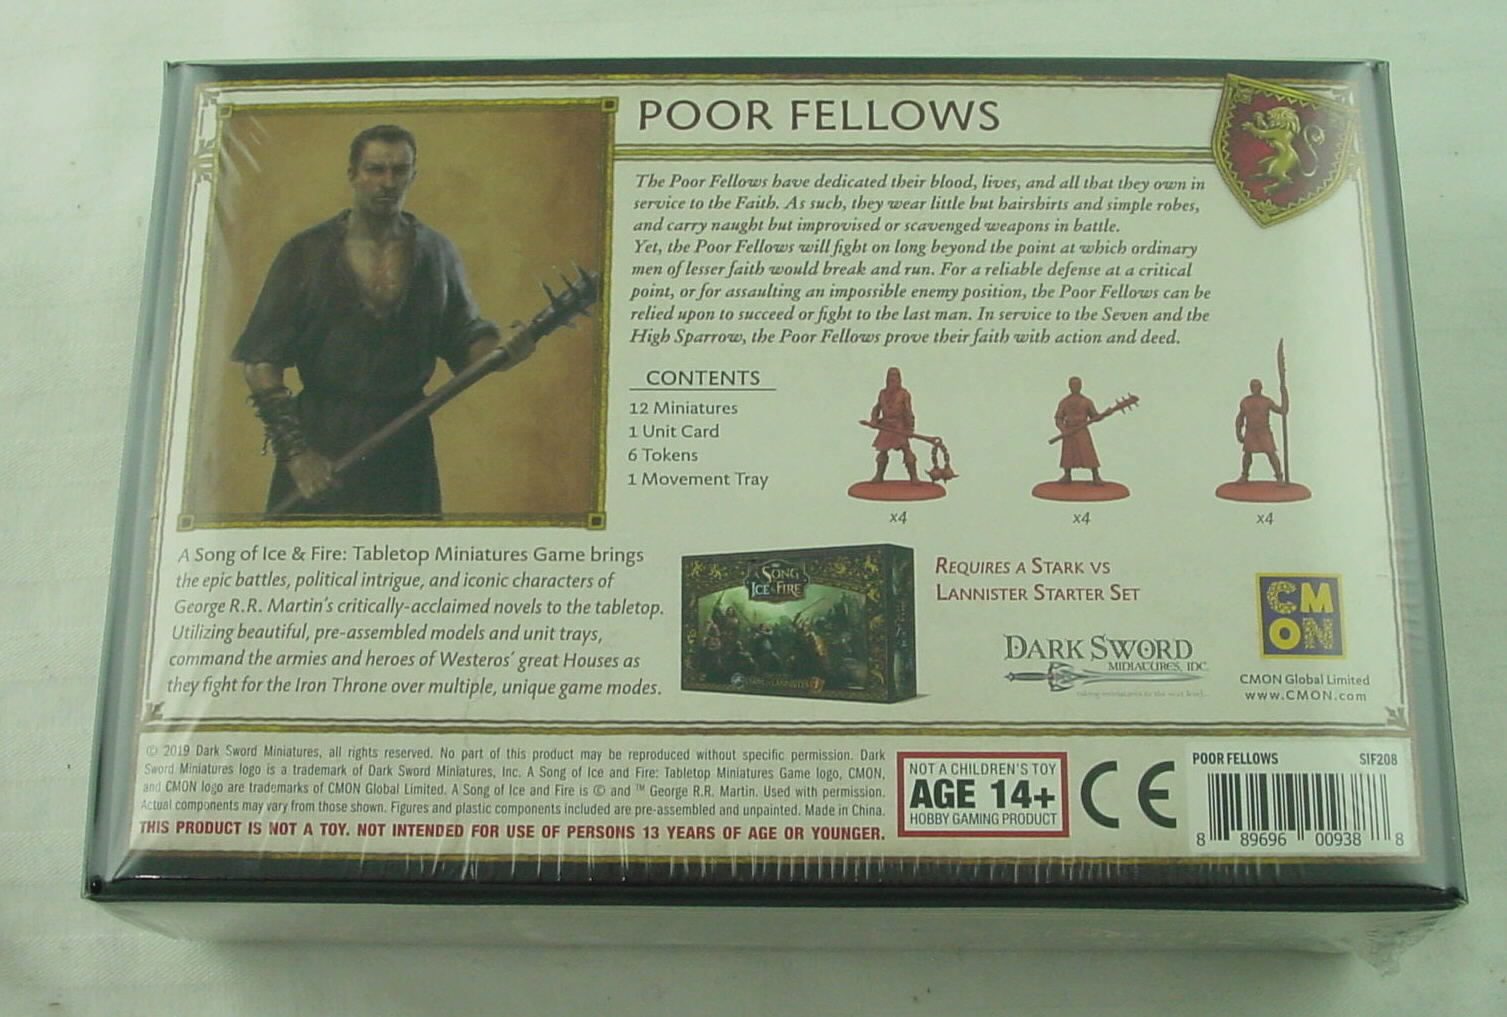 POOR FELLOWS
The Poor Fellows have dedicated their blood, lives, and all that they own in
service to the Faith. As such, they wear little but hairshirts and simple robes,
and carry naught but improvised or scavenged weapons in battle.
Yet, the Poor Fellows will fight on long beyond the point at which ordinary
men of lesser faith would break and run. For a reliable defense at a critical
point, or for assaulting an impossible enemy position, the Poor Fellows can be
relied upon to succeed or fight to the last man. In service to the Seven and the
High Sparrow, the Poor Fellows prove their faith with action and deed.
CONTENTS
12 Miniatures
1 Unit Card
6 Tokens
1 Movement Tray
x4
x4
x4
A Song of Ice & Fire: Tabletop Miniatures Game brings
the epic battles, political intrigue, and iconic characters of
George R.R. Martin's critically-acclaimed novels to the tabletop.
Utilizing beautiful, pre-assembled models and unit trays,
command the armies and heroes of Westeros' great Houses as
they fight for the Iron Throne over multiple, unique game modes.
A SONG
OF
ICE & FIRE
REQUIRES A STARK VS
LANNISTER STARTER SET
DARK SWORD
MINIATURES, INC.
taking miniatures to the next level...
CM
ON
CMON Global Limited
www.CMON.com
© 2019 Dark Sword Miniatures, all rights reserved. No part of this product may be reproduced without specific permission. Dark
Sword Miniatures logo is a trademark of Dark Sword Miniatures, Inc. A Song of Ice and Fire: Tabletop Miniatures Game logo, CMON,
and CMON logo are trademarks of CMON Global Limited. A Song of Ice and Fire is © and ™ George R.R. Martin. Used with permission.
Actual components may vary from those shown. Figures and plastic components included are pre-assembled and unpainted. Made in China.
THIS PRODUCT IS NOT A TOY. NOT INTENDED FOR USE OF PERSONS 13 YEARS OF AGE OR YOUNGER.
NOT A CHILDREN'S TOY
AGE 14+
HOBBY GAMING PRODUCT
CE
POOR FELLOWS SIF208
8 89696 00938 8